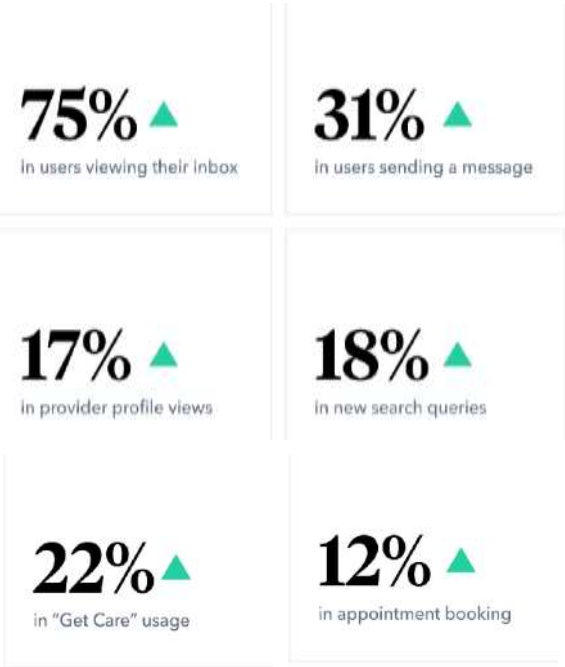 75%
in users viewing their inbox
31%
in users sending a message
17%
in provider profile views
18%
in new search queries
22%
in "Get Care" usage
12%
in appointment booking